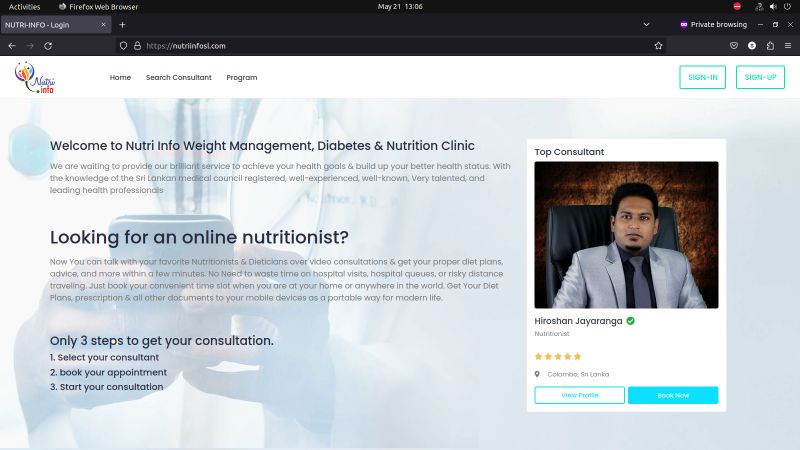 Activities
Firefox Web Browser
May 21 13:06
NUTRI-INFO - Login
Private browsing
https://nutriinfosl.com
Nutri
.info
Home
Search Consultant
Program
SIGN-IN
SIGN-UP
Welcome to Nutri Info Weight Management, Diabetes & Nutrition Clinic
We are waiting to provide our brilliant service to achieve your health goals & build up your better health status. With
the knowledge of the Sri Lankan medical council registered, well-experienced, well-known, Very talented, and
leading health professionals
Looking for an online nutritionist?
Now You can talk with your favorite Nutritionists & Dieticians over video consultations & get your proper diet plans,
advice, and more within a few minutes. No Need to waste time on hospital visits, hospital queues, or risky distance
traveling. Just book your convenient time slot when you are at your home or anywhere in the world. Get Your Diet
Plans, prescription & all other documents to your mobile devices as a portable way for modern life.
Only 3 steps to get your consultation.
1. Select your consultant
2. book your appointment
3. Start your consultation
Top Consultant
Hiroshan Jayaranga
Nutritionist
Colombo, Sri Lanka
View Profile
Book Now